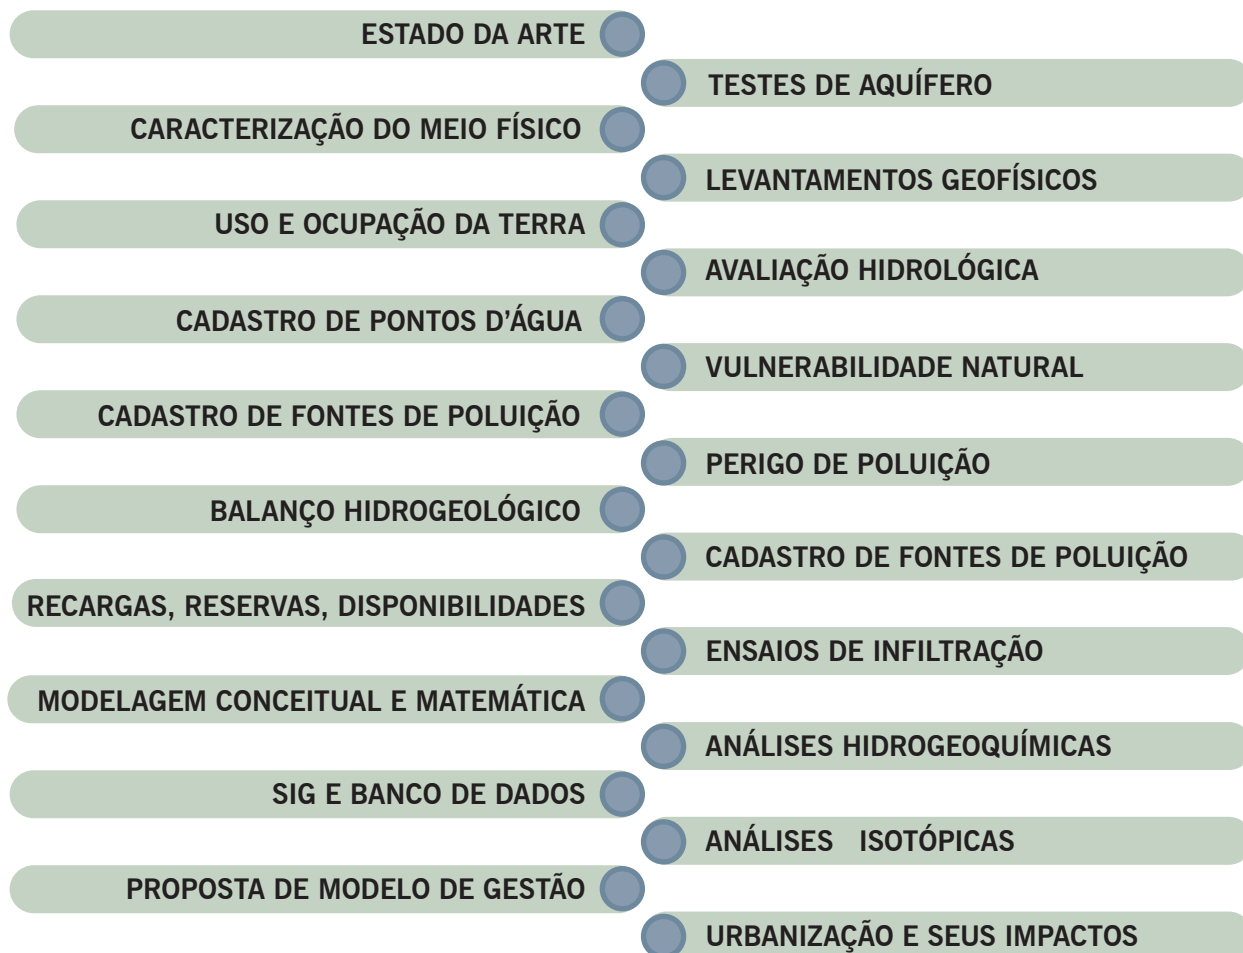 ESTADO DA ARTE
TESTES DE AQUÍFERO
CARACTERIZAÇÃO DO MEIO FÍSICO
LEVANTAMENTOS GEOFÍSICOS
USO E OCUPAÇÃO DA TERRA
AVALIAÇÃO HIDROLÓGICA
CADASTRO DE PONTOS D’ÁGUA
VULNERABILIDADE NATURAL
CADASTRO DE FONTES DE POLUIÇÃO
PERIGO DE POLUIÇÃO
BALANÇO HIDROGEOLÓGICO
CADASTRO DE FONTES DE POLUIÇÃO
RECARGAS, RESERVAS, DISPONIBILIDADES
ENSAIOS DE INFILTRAÇÃO
MODELAGEM CONCEITUAL E MATEMÁTICA
ANÁLISES HIDROGEOQUÍMICAS
SIG E BANCO DE DADOS
ANÁLISES ISOTÓPICAS
PROPOSTA DE MODELO DE GESTÃO
URBANIZAÇÃO E SEUS IMPACTOS